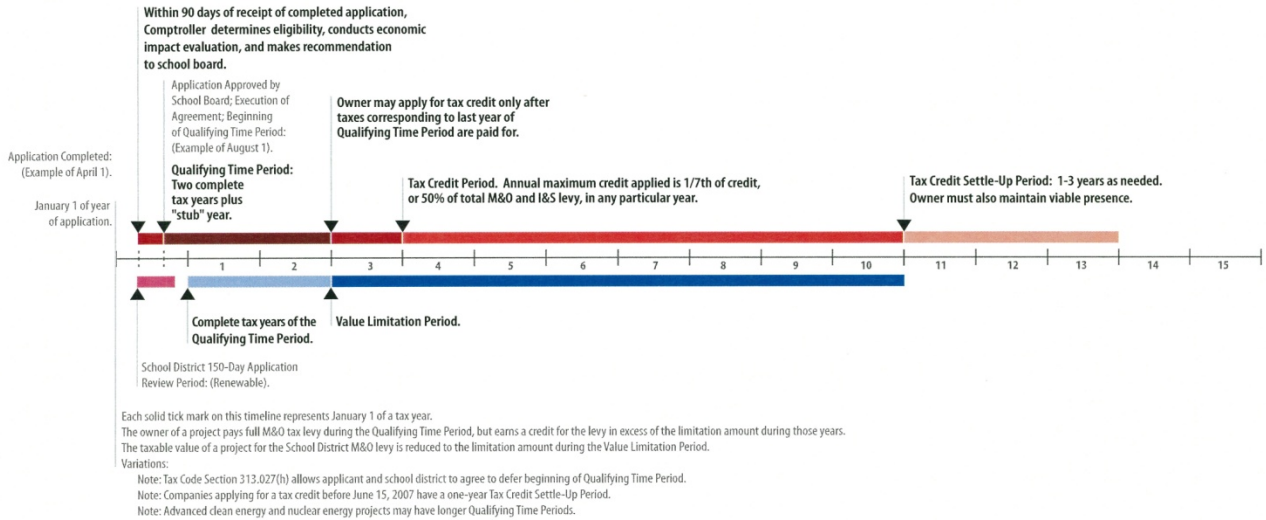 Within 90 days of receipt of completed application,
Comptroller determines eligibility, conducts economic
impact evaluation, and makes recommendation
to school board.
Application Approved by
School Board; Execution of
Agreement; Beginning
of Qualifying Time Period:
(Example of August 1).
Owner may apply for tax credit only after
taxes corresponding to last year of
Qualifying Time Period are paid for.
Application Completed:
(Example of April 1).
Qualifying Time Period:
Two complete
tax years plus
"stub" year.
Tax Credit Period. Annual maximum credit applied is 1/7th of credit,
or 50% of total M&O and I&S levy, in any particular year.
Tax Credit Settle-Up Period: 1-3 years as needed.
Owner must also maintain viable presence.
January 1 of year
of application.
1 2 3 4 5 6 7 8 9 10 11 12 13 14 15
Complete tax years of the
Qualifying Time Period.
Value Limitation Period.
School District 150-Day Application
Review Period: (Renewable).
Each solid tick mark on this timeline represents January 1 of a tax year.
The owner of a project pays full M&O tax levy during the Qualifying Time Period, but earns a credit for the levy in excess of the limitation amount during those years.
The taxable value of a project for the School District M&O levy is reduced to the limitation amount during the Value Limitation Period.
Variations:
Note: Tax Code Section 313.027(h) allows applicant and school district to agree to defer beginning of Qualifying Time Period.
Note: Companies applying for a tax credit before June 15, 2007 have a one-year Tax Credit Settle-Up Period.
Note: Advanced clean energy and nuclear energy projects may have longer Qualifying Time Periods.